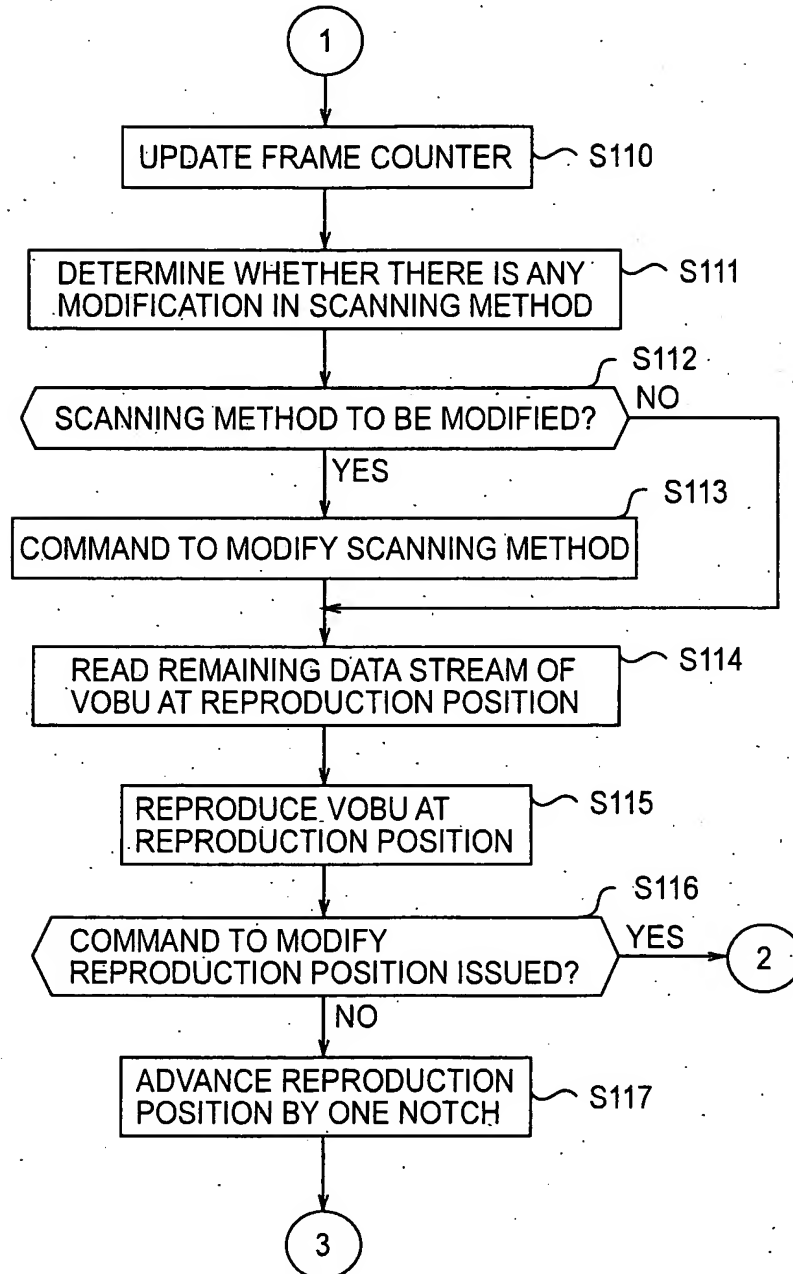 1
UPDATE FRAME COUNTER
S110
DETERMINE WHETHER THERE IS ANY
MODIFICATION IN SCANNING METHOD
S111
S112
SCANNING METHOD TO BE MODIFIED?
NO
YES
S113
COMMAND TO MODIFY SCANNING METHOD
READ REMAINING DATA STREAM OF
VOBU AT REPRODUCTION POSITION
S114
REPRODUCE VOBU AT
REPRODUCTION POSITION
S115
S116
COMMAND TO MODIFY
REPRODUCTION POSITION ISSUED?
YES
2
NO
ADVANCE REPRODUCTION
POSITION BY ONE NOTCH
S117
3